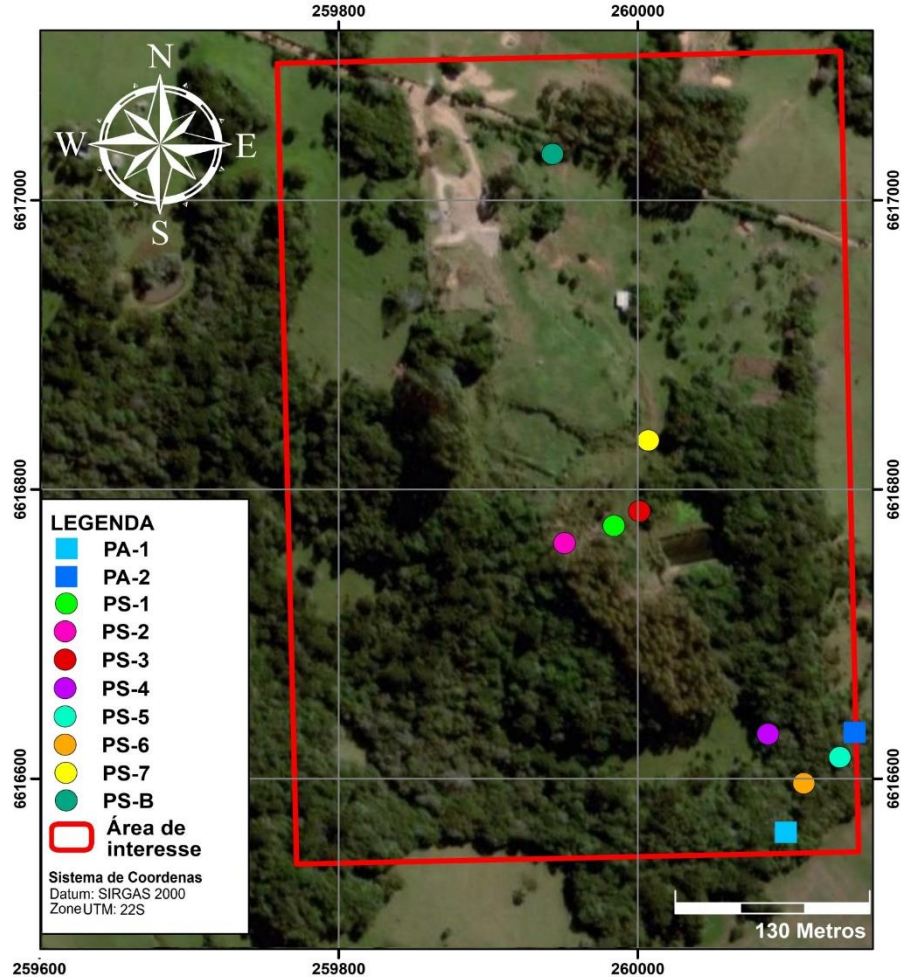 259800
260000
N
W
E
S
6617000
6617000
6616800
6616800
LEGENDA
PA-1
PA-2
PS-1
PS-2
PS-3
PS-4
PS-5
PS-6
PS-7
PS-B
Área de
interesse
Sistema de Coordenas
Datum: SIRGAS 2000
ZoneUTM: 22S
6616600
6616600
130 Metros
259600
259800
260000